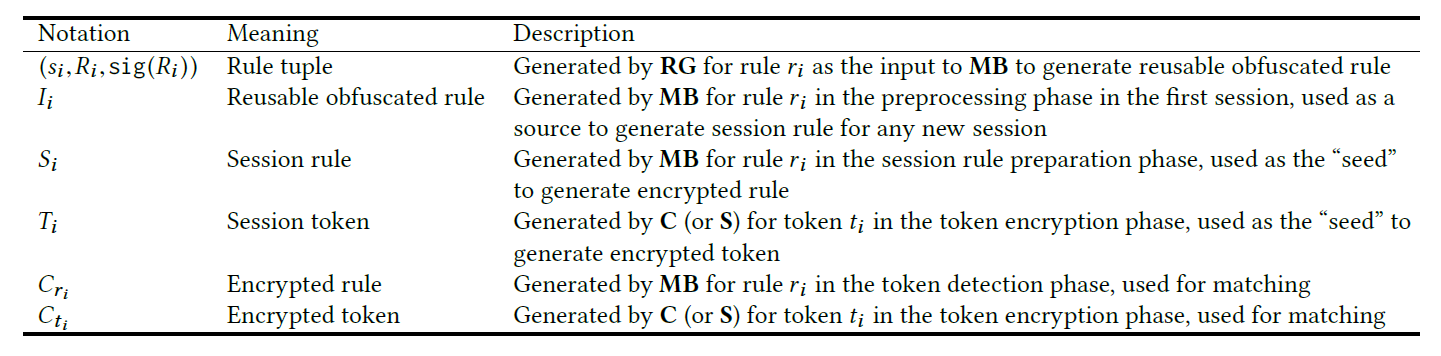 Notation Meaning Description
(s_i, R_i, sig(R_i)) Rule tuple Generated by RG for rule r_i as the input to MB to generate reusable obfuscated rule
I_i Reusable obfuscated rule Generated by MB for rule r_i in the preprocessing phase in the first session, used as a
source to generate session rule for any new session
S_i Session rule Generated by MB for rule r_i in the session rule preparation phase, used as the “seed”
to generate encrypted rule
T_i Session token Generated by C (or S) for token t_i in the token encryption phase, used as the “seed” to
generate encrypted token
C_{r_i} Encrypted rule Generated by MB for rule r_i in the token detection phase, used for matching
C_{t_i} Encrypted token Generated by C (or S) for token t_i in the token encryption phase, used for matching